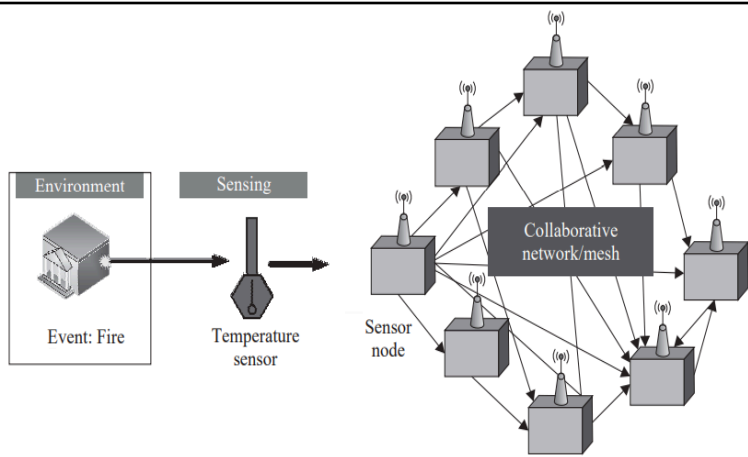 Environment
Sensing
Collaborative
network/mesh
Event: Fire
Temperature
sensor
Sensor
node